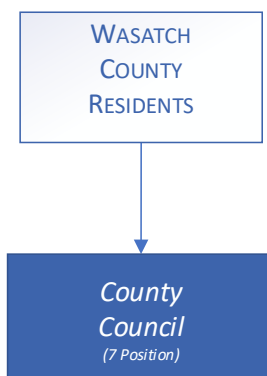 WASATCH
COUNTY
RESIDENTS
County
Council
(7 Position)